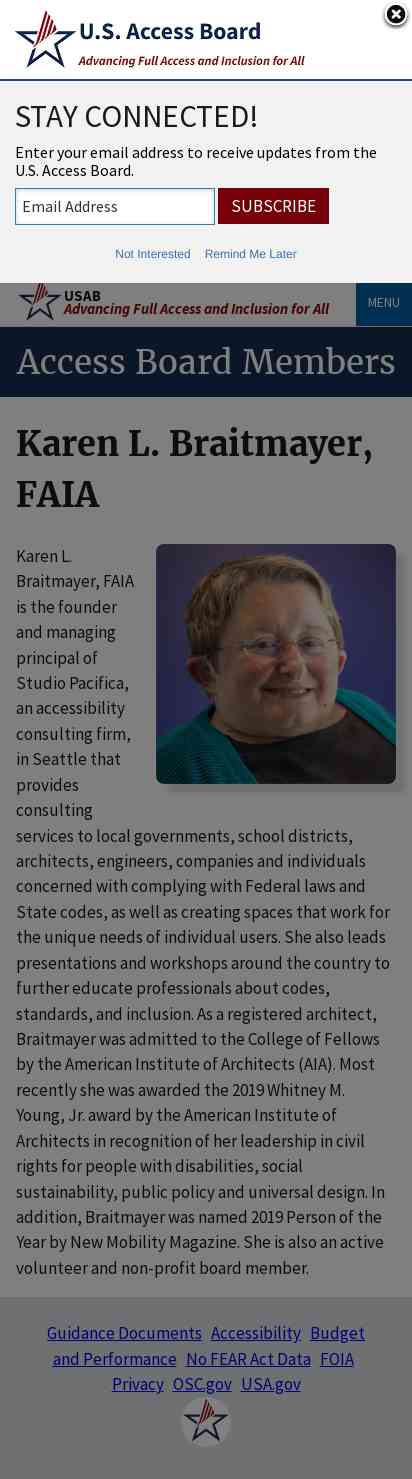 U.S. Access Board
Advancing Full Access and Inclusion for All
STAY CONNECTED!
Enter your email address to receive updates from the
U.S. Access Board.
Email Address
SUBSCRIBE
Not Interested
Remind Me Later
USAB
Advancing Full Access and Inclusion for All
MENU
Access Board Members
Karen L. Braitmayer,
FAIA
Karen L.
Braitmayer, FAIA
is the founder
and managing
principal of
Studio Pacifica,
an accessibility
consulting firm,
in Seattle that
provides
consulting
services to local governments, school districts,
architects, engineers, companies and individuals
concerned with complying with Federal laws and
State codes, as well as creating spaces that work for
the unique needs of individual users. She also leads
presentations and workshops around the country to
further educate professionals about codes,
standards, and inclusion. As a registered architect,
Braitmayer was admitted to the College of Fellows
by the American Institute of Architects (AIA). Most
recently she was awarded the 2019 Whitney M.
Young, Jr. award by the American Institute of
Architects in recognition of her leadership in civil
rights for people with disabilities, social
sustainability, public policy and universal design. In
addition, Braitmayer was named 2019 Person of the
Year by New Mobility Magazine. She is also an active
volunteer and non-profit board member.
Guidance Documents Accessibility Budget
and Performance No FEAR Act Data FOIA
Privacy OSC.gov USA.gov